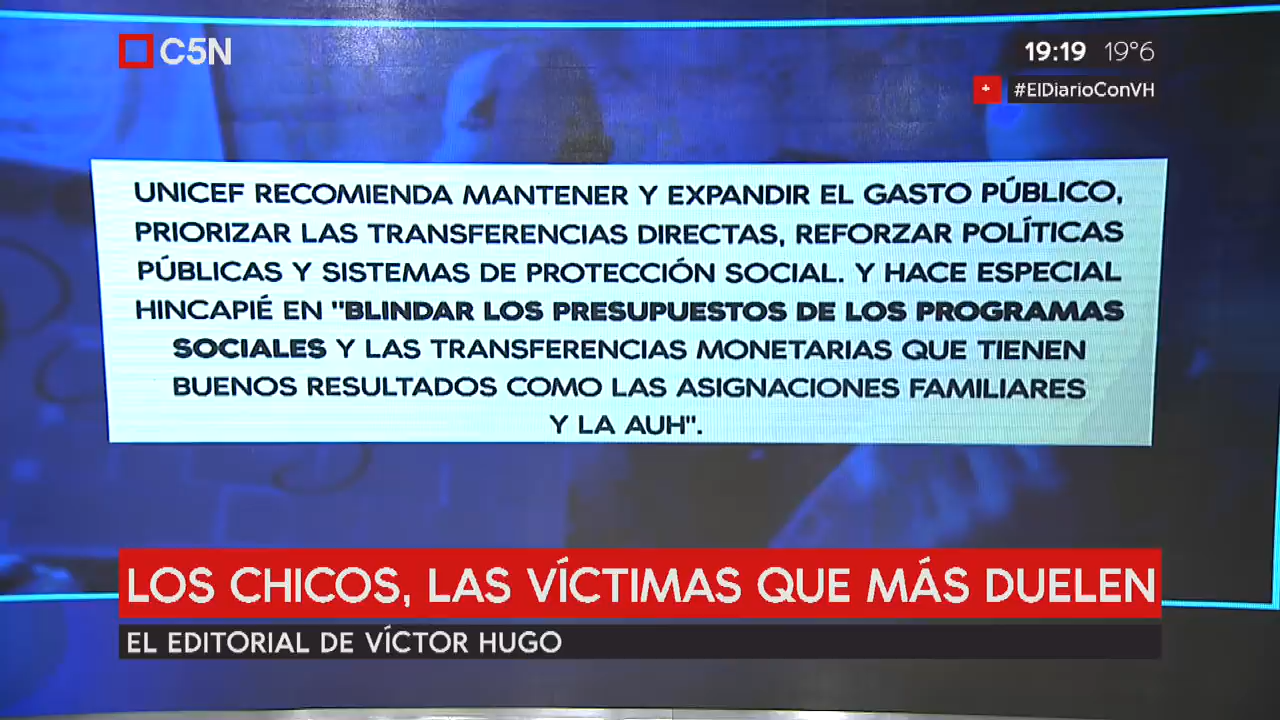 C5N
19:19 19°6
+ #ElDiarioConVH
UNICEF RECOMIENDA MANTENER Y EXPANDIR EL GASTO PÚBLICO,
PRIORIZAR LAS TRANSFERENCIAS DIRECTAS, REFORZAR POLÍTICAS
PÚBLICAS Y SISTEMAS DE PROTECCIÓN SOCIAL. Y HACE ESPECIAL
HINCAPIÉ EN "BLINDAR LOS PRESUPUESTOS DE LOS PROGRAMAS
SOCIALES Y LAS TRANSFERENCIAS MONETARIAS QUE TIENEN
BUENOS RESULTADOS COMO LAS ASIGNACIONES FAMILIARES
Y LA AUH".
LOS CHICOS, LAS VÍCTIMAS QUE MÁS DUELEN
EL EDITORIAL DE VÍCTOR HUGO